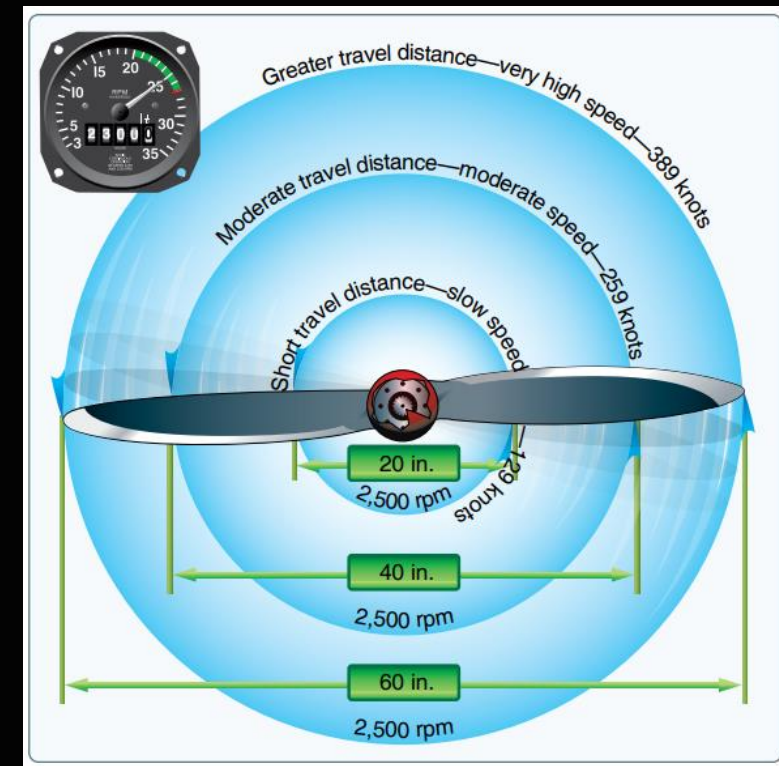 15
20
10
25
5
30
3
35
RPM
23000
Greater travel distance—very high speed—389 knots
Moderate travel distance—moderate speed—259 knots
Short travel distance—slow speed—129 knots
20 in.
2,500 rpm
40 in.
2,500 rpm
60 in.
2,500 rpm